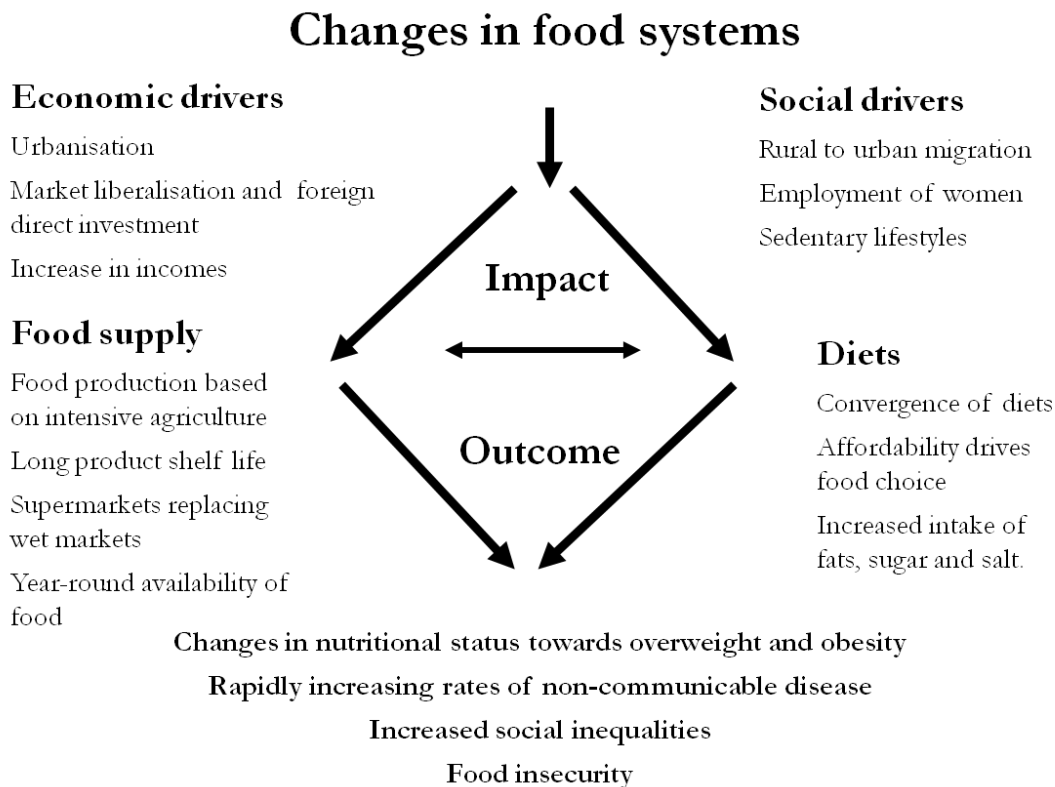 Changes in food systems
Economic drivers
Urbanisation
Market liberalisation and foreign
direct investment
Increase in incomes
Social drivers
Rural to urban migration
Employment of women
Sedentary lifestyles
Impact
Food supply
Food production based
on intensive agriculture
Long product shelf life
Supermarkets replacing
wet markets
Year-round availability of
food
Diets
Convergence of diets
Affordability drives
food choice
Increased intake of
fats, sugar and salt.
Outcome
Changes in nutritional status towards overweight and obesity
Rapidly increasing rates of non-communicable disease
Increased social inequalities
Food insecurity